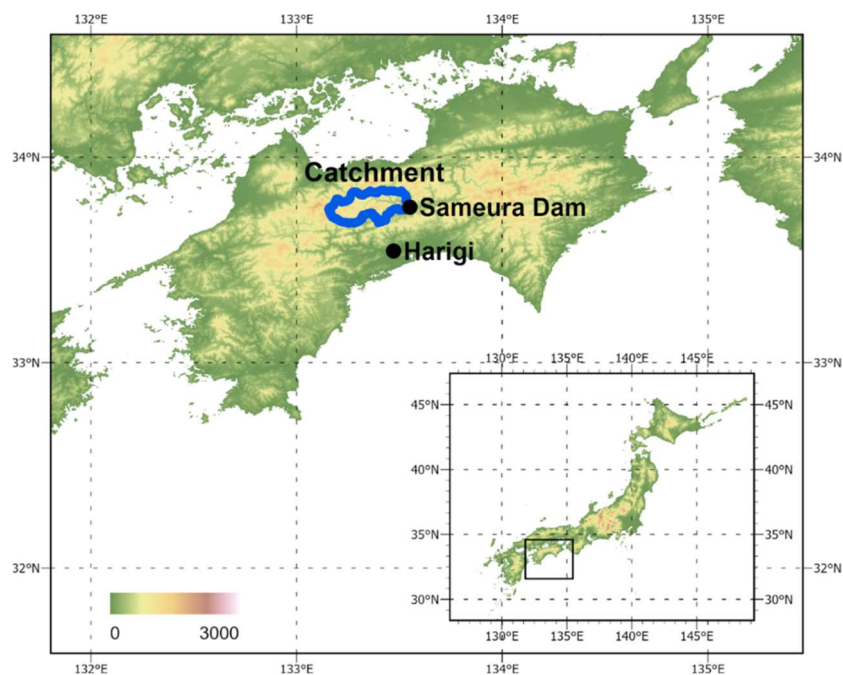 132°E 133°E 134°E 135°E
34°N 34°N
Catchment
Sameura Dam
Harigi
33°N 33°N
130°E 135°E 140°E 145°E
45°N 45°N
40°N 40°N
35°N 35°N
30°N 30°N
130°E 135°E 140°E 145°E
32°N 32°N
0 3000
132°E 133°E 134°E 135°E